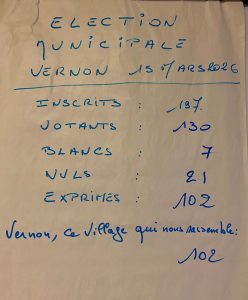 ELECTION
MUNICIPALE
VERNON 15 MARS 2026
INSCRITS : 197.
VOTANTS : 130
BLANCS : 7
NULS : 21
EXPRIMES : 102
Vernon, ce village qui nous rassemble :
102